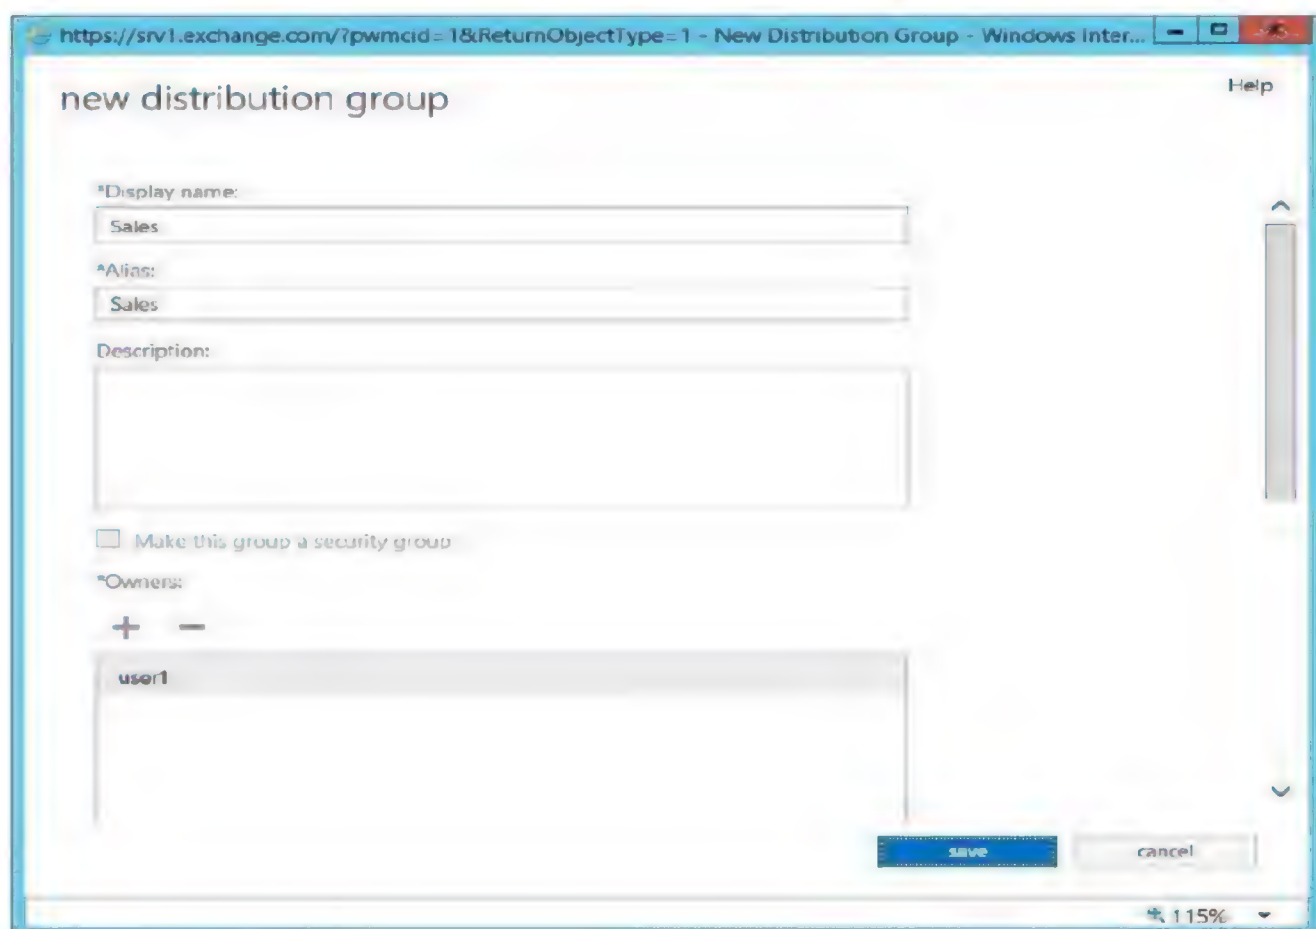 https://srv1.exchange.com/?pwmcid=1&ReturnObjectType=1 - New Distribution Group - Windows Inter...
Help
new distribution group
*Display name:
Sales
*Alias:
Sales
Description:
Make this group a security group
*Owners:
user1
save
cancel
115%